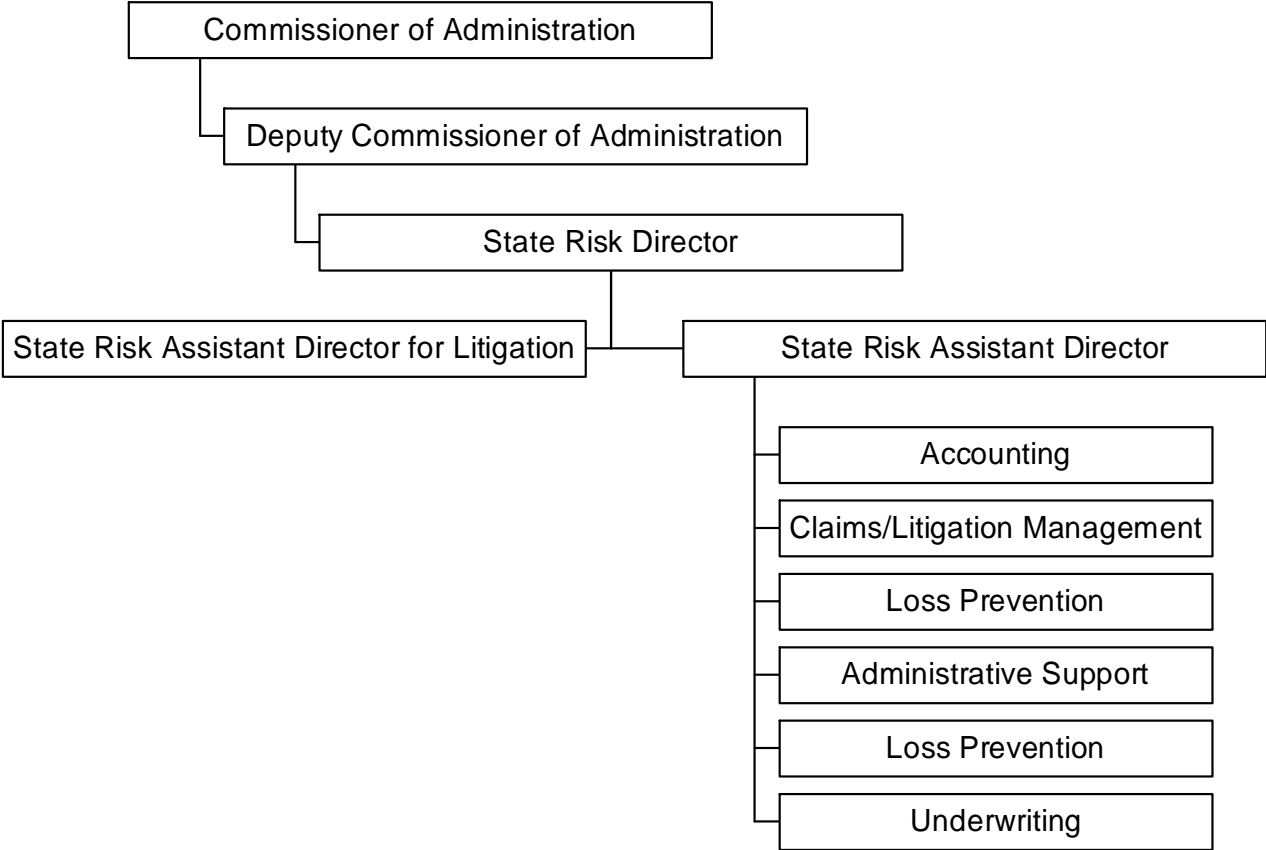 Commissioner of Administration
Deputy Commissioner of Administration
State Risk Director
State Risk Assistant Director for Litigation
State Risk Assistant Director
Accounting
Claims/Litigation Management
Loss Prevention
Administrative Support
Loss Prevention
Underwriting